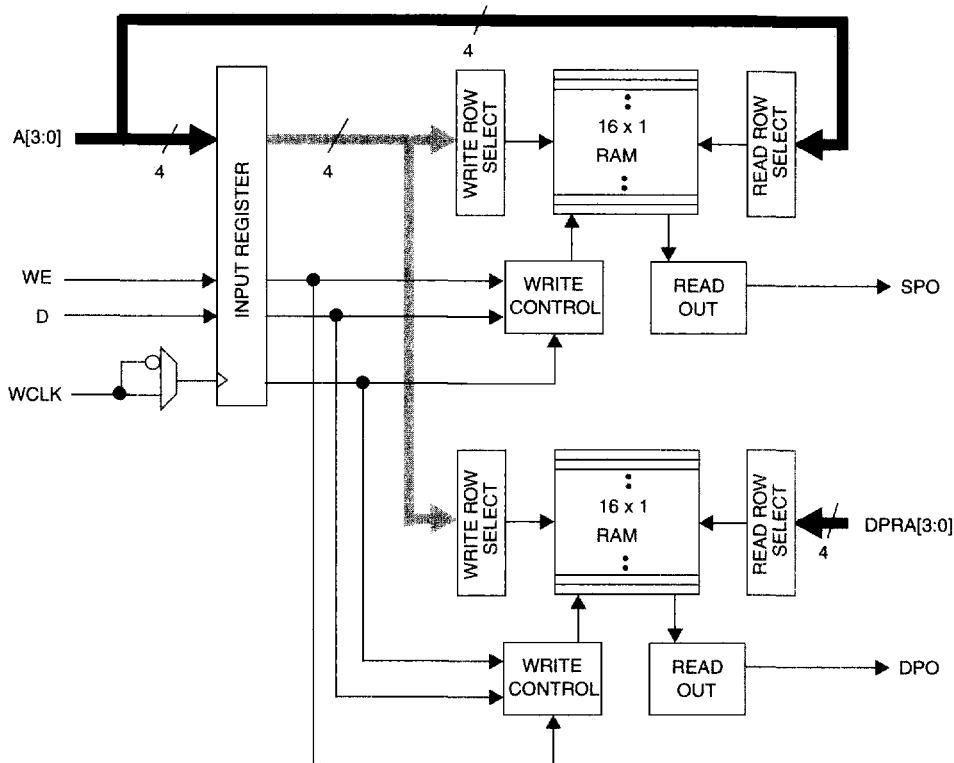 4
A[3:0]
4
INPUT REGISTER
4
WRITE ROW
SELECT
16 x 1
RAM
READ ROW
SELECT
WE
D
WCLK
WRITE
CONTROL
READ
OUT
SPO
WRITE ROW
SELECT
16 x 1
RAM
READ ROW
SELECT
4
DPRA[3:0]
WRITE
CONTROL
READ
OUT
DPO